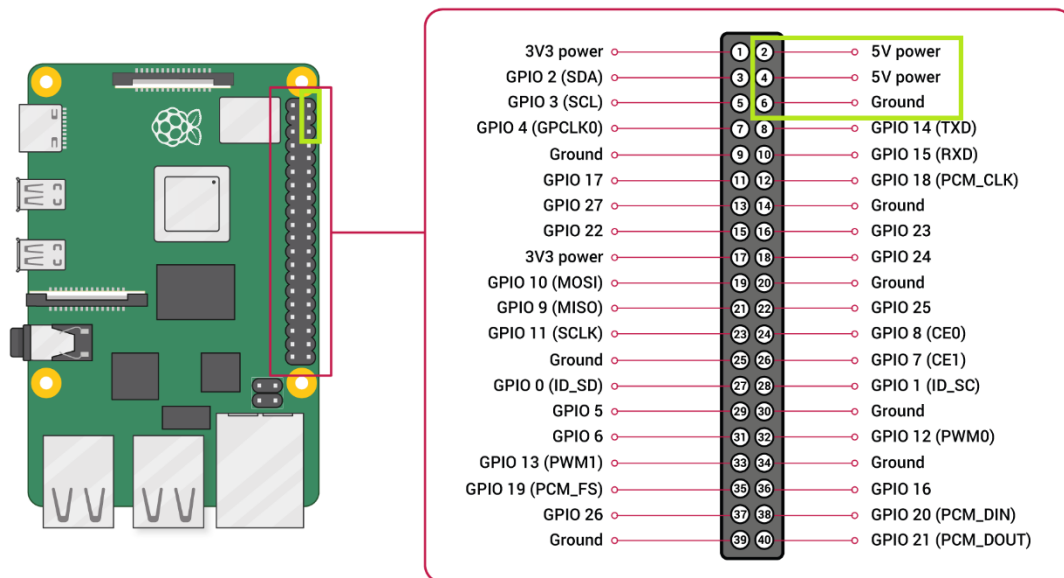 3V3 power 1 2 5V power
GPIO 2 (SDA) 3 4 5V power
GPIO 3 (SCL) 5 6 Ground
GPIO 4 (GPCLK0) 7 8 GPIO 14 (TXD)
Ground 9 10 GPIO 15 (RXD)
GPIO 17 11 12 GPIO 18 (PCM_CLK)
GPIO 27 13 14 Ground
GPIO 22 15 16 GPIO 23
3V3 power 17 18 GPIO 24
GPIO 10 (MOSI) 19 20 Ground
GPIO 9 (MISO) 21 22 GPIO 25
GPIO 11 (SCLK) 23 24 GPIO 8 (CE0)
Ground 25 26 GPIO 7 (CE1)
GPIO 0 (ID_SD) 27 28 GPIO 1 (ID_SC)
GPIO 5 29 30 Ground
GPIO 6 31 32 GPIO 12 (PWM0)
GPIO 13 (PWM1) 33 34 Ground
GPIO 19 (PCM_FS) 35 36 GPIO 16
GPIO 26 37 38 GPIO 20 (PCM_DIN)
Ground 39 40 GPIO 21 (PCM_DOUT)